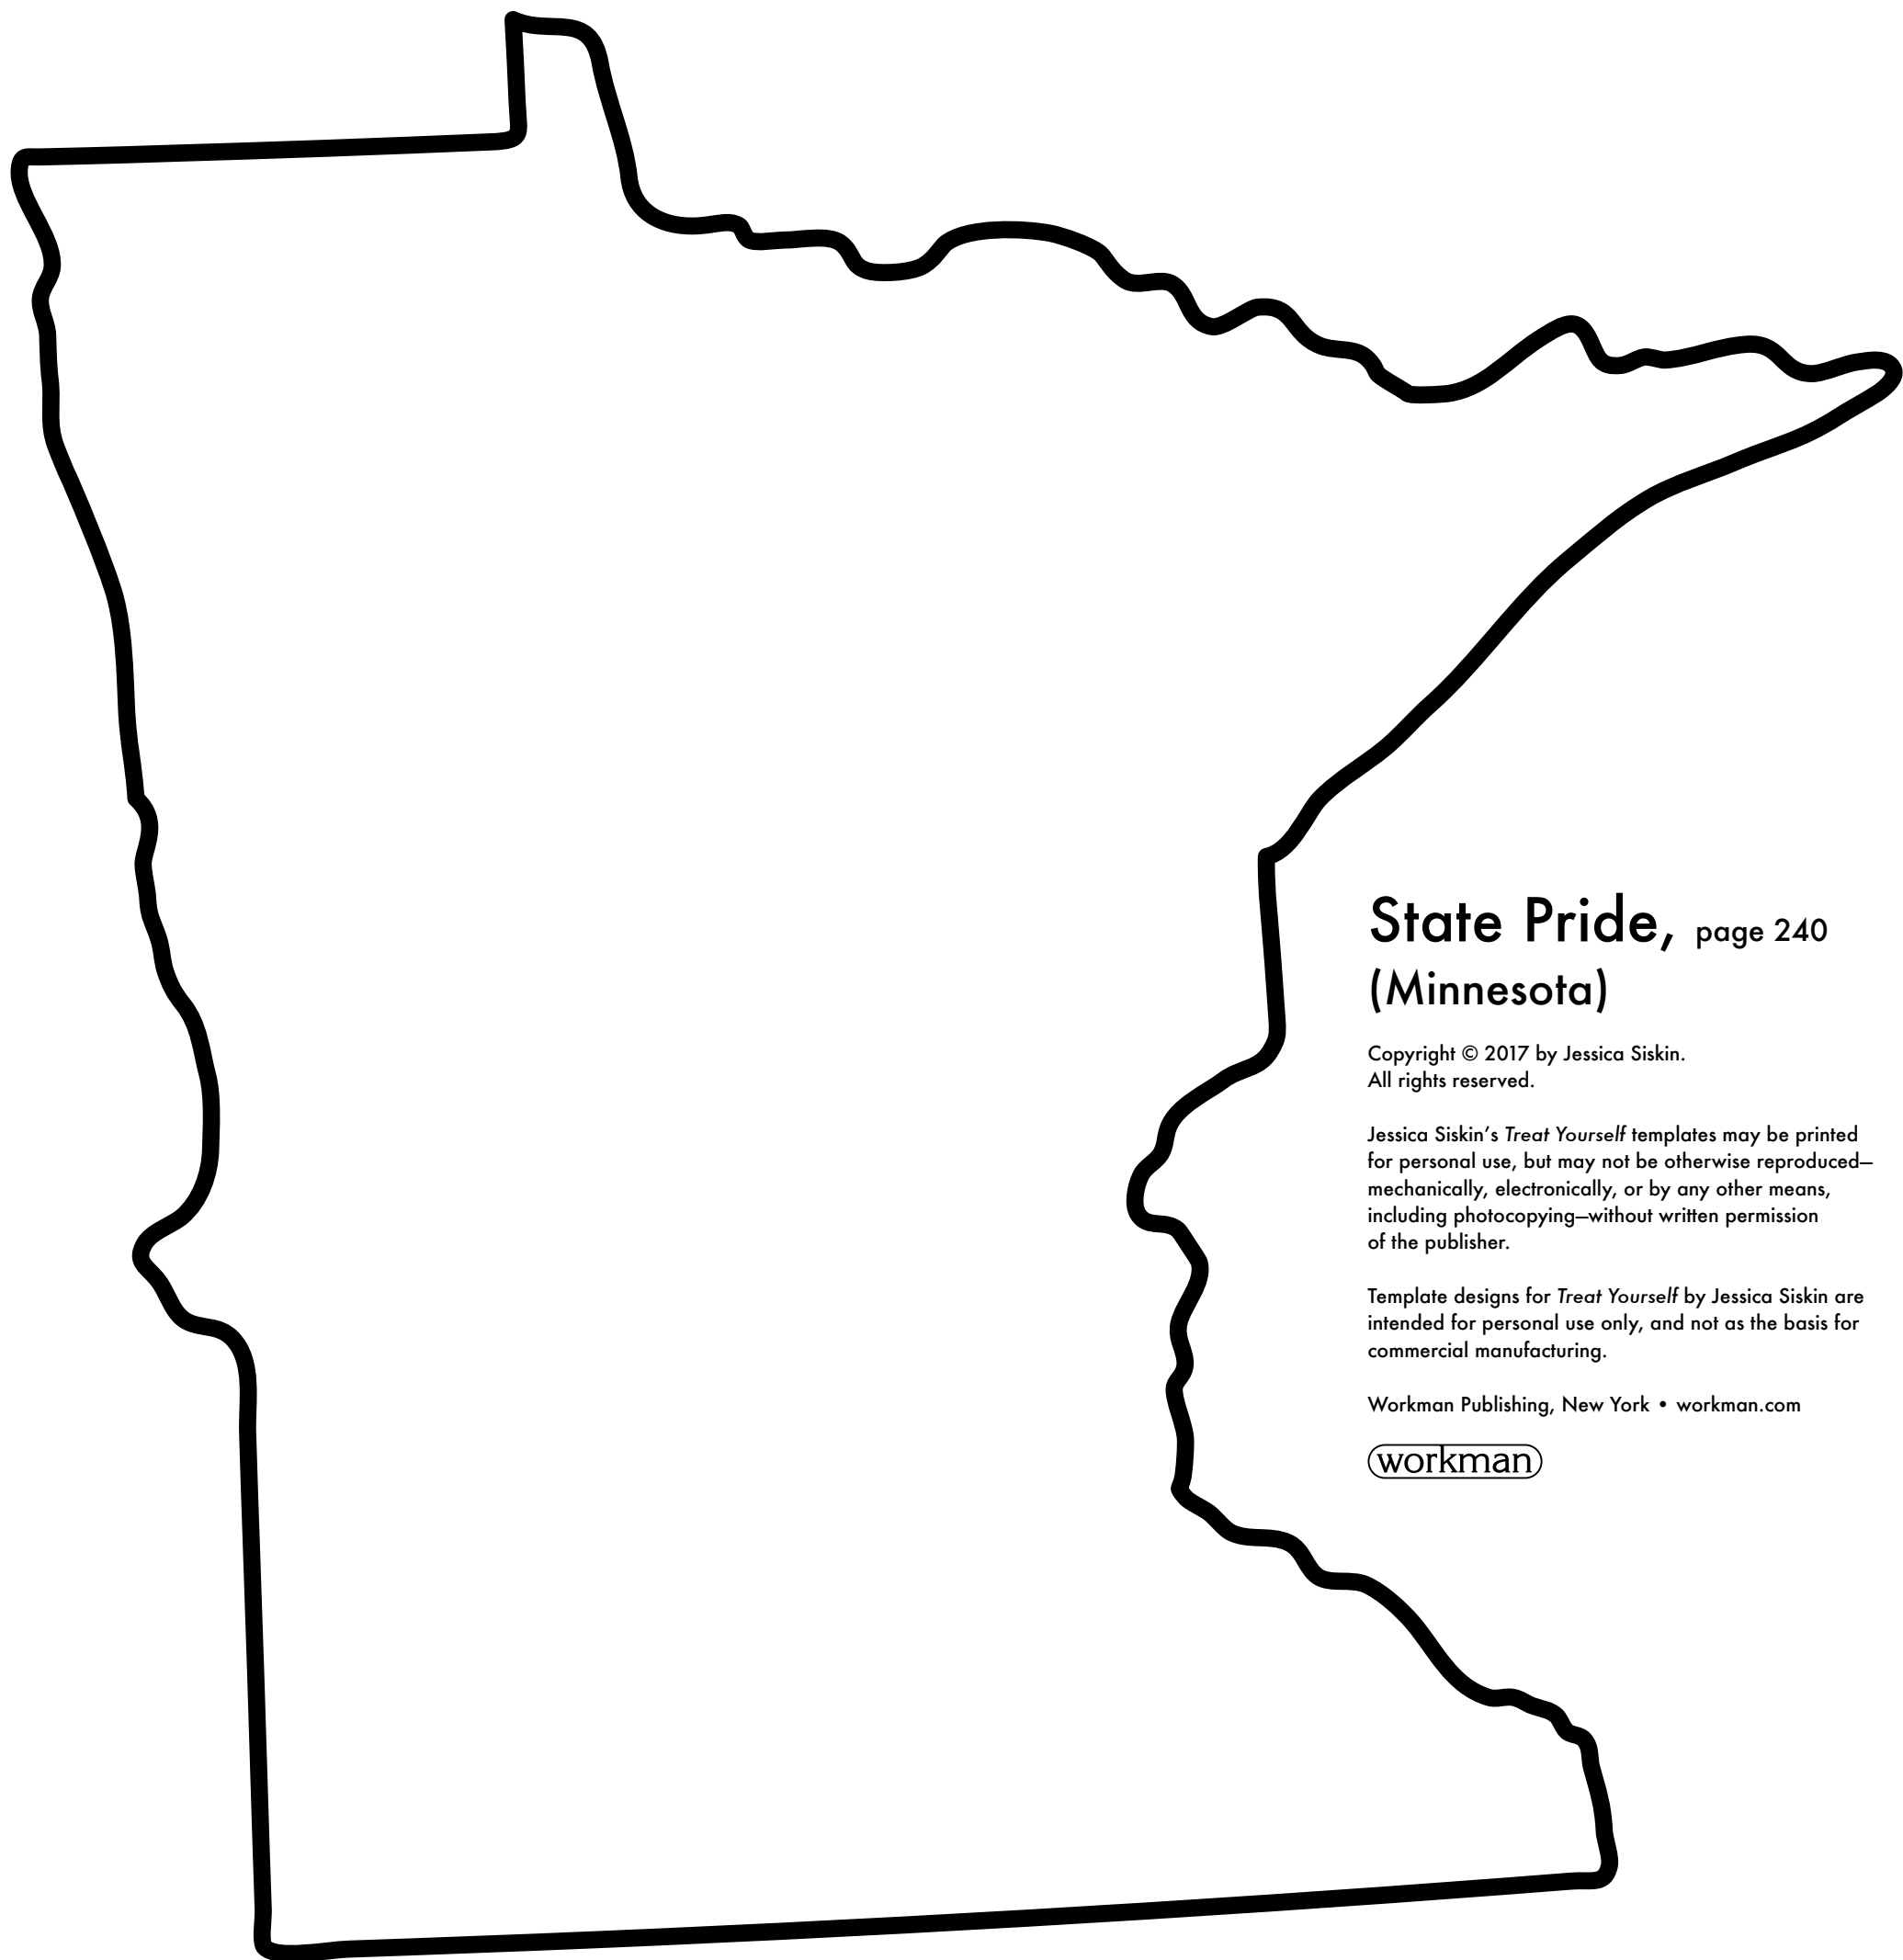 State Pride, page 240
(Minnesota)
Copyright © 2017 by Jessica Siskin.
All rights reserved.
Jessica Siskin’s Treat Yourself templates may be printed
for personal use, but may not be otherwise reproduced—
mechanically, electronically, or by any other means,
including photocopying—without written permission
of the publisher.
Template designs for Treat Yourself by Jessica Siskin are
intended for personal use only, and not as the basis for
commercial manufacturing.
Workman Publishing, New York • workman.com
workman